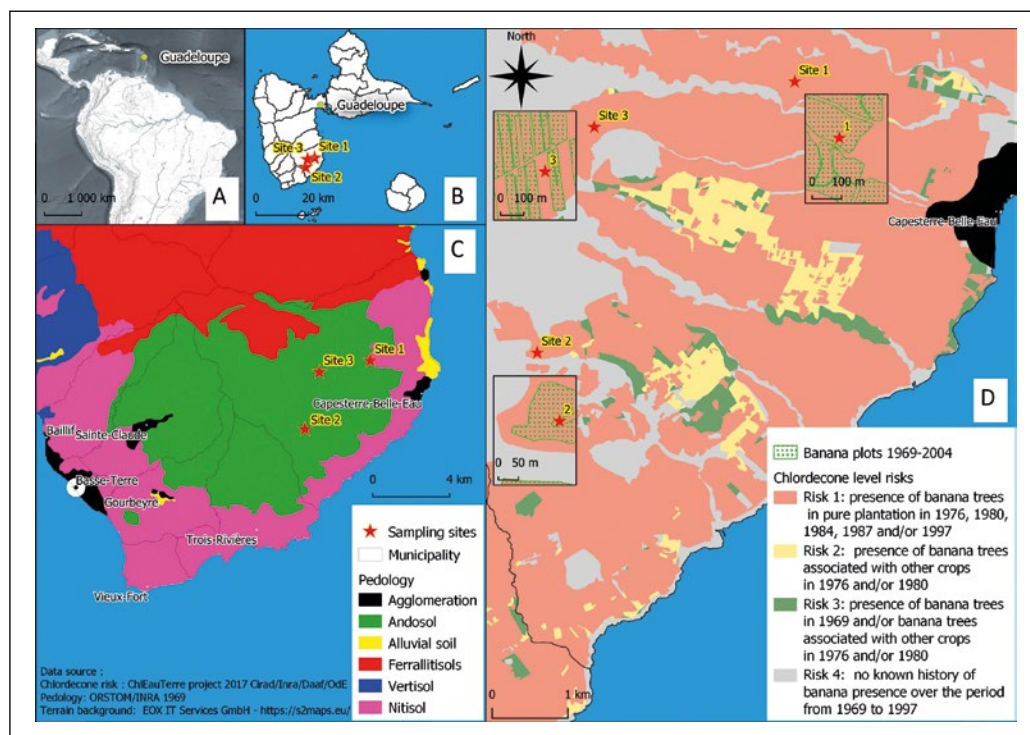 Guadeloupe
0 1 000 km
A
Guadeloupe
Site 3
Site 1
Site 2
0 20 km
B
C
Site 3
Site 1
Site 2
Capesterre-Belle-Eau
Baillif
Sainte-Claude
Basse-Terre
Gourbeyre
Trois-Rivières
Vieux-Fort
0 4 km
Sampling sites
Municipality
Pedology
Agglomeration
Andosol
Alluvial soil
Ferrallitisols
Vertisol
Nitisol
Data source :
Chlordecone risk : ChlEauTerre project 2017 Cirad/Inra/Daaf/OdE
Pedology: ORSTOM/INRA 1969
Terrain background: EOX IT Services GmbH - https://s2maps.eu/
North
Site 1
Site 3
3
0 100 m
1
0 100 m
Capesterre-Belle-Eau
Site 2
2
0 50 m
0 1 km
D
Banana plots 1969-2004
Chlordecone level risks
Risk 1: presence of banana trees
in pure plantation in 1976, 1980,
1984, 1987 and/or 1997
Risk 2: presence of banana trees
associated with other crops
in 1976 and/or 1980
Risk 3: presence of banana trees
in 1969 and/or banana trees
associated with other crops
in 1976 and/or 1980
Risk 4: no known history of
banana presence over the period
from 1969 to 1997